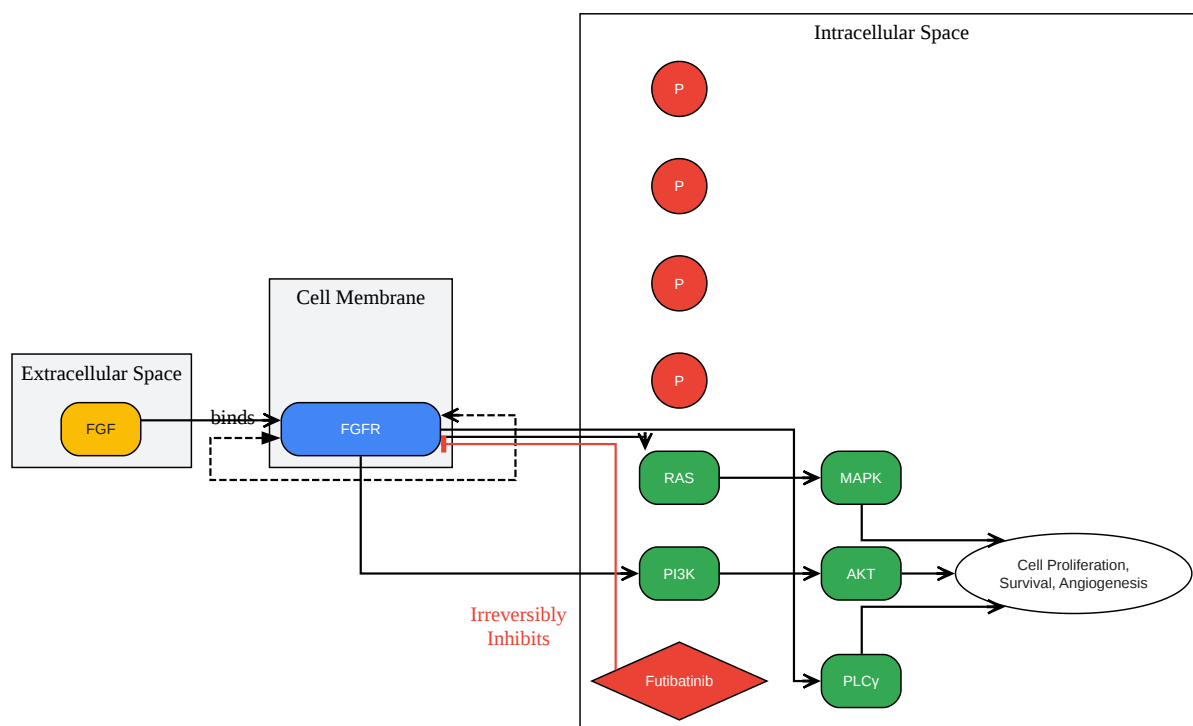 Intracellular Space
P
P
P
P
Cell Membrane
Extracellular Space
FGF
binds
FGFR
RAS
MAPK
PI3K
AKT
Cell Proliferation,
Survival, Angiogenesis
Irreversibly
Inhibits
Futibatinib
PLCγ